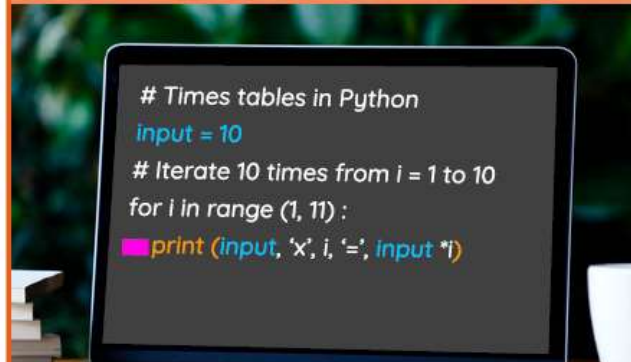 # Times tables in Python
input = 10
# Iterate 10 times from i = 1 to 10
for i in range (1, 11) :
print (input, ‘x’, i, ‘=’, input *i)